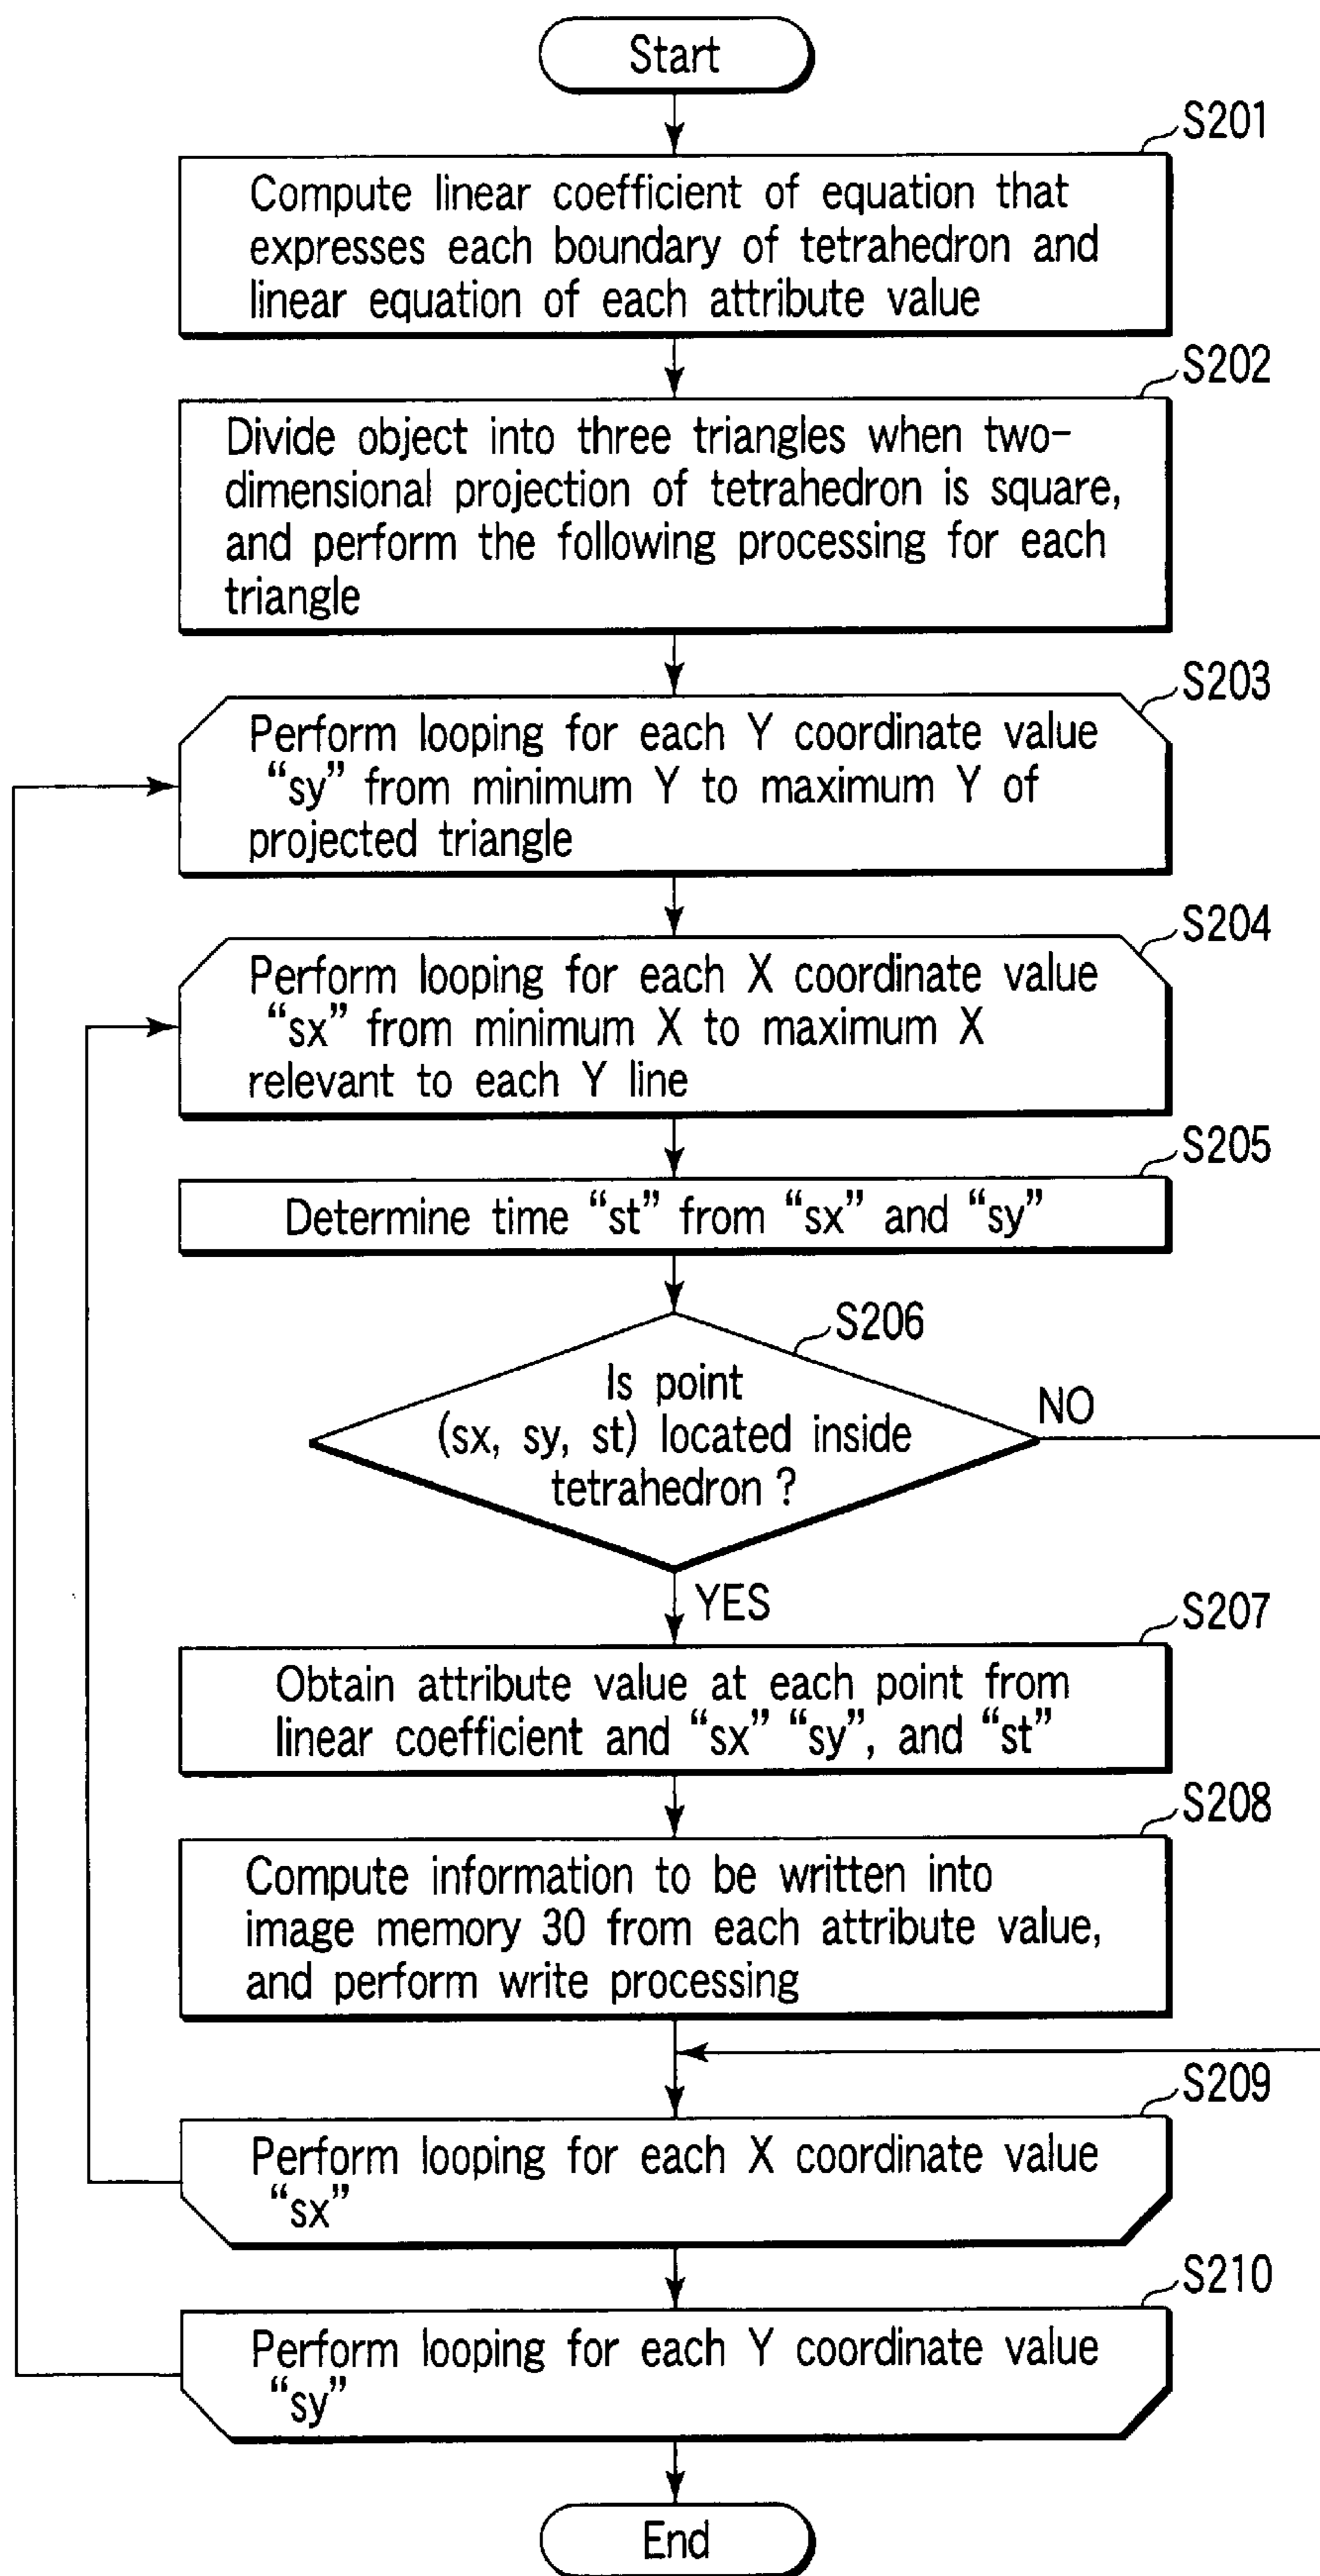 Start
S201
Compute linear coefficient of equation that
expresses each boundary of tetrahedron and
linear equation of each attribute value
S202
Divide object into three triangles when two-
dimensional projection of tetrahedron is square,
and perform the following processing for each
triangle
S203
Perform looping for each Y coordinate value
“sy” from minimum Y to maximum Y of
projected triangle
S204
Perform looping for each X coordinate value
“sx” from minimum X to maximum X
relevant to each Y line
S205
Determine time “st” from “sx” and “sy”
S206
Is point
(sx, sy, st) located inside
tetrahedron ?
NO
YES
S207
Obtain attribute value at each point from
linear coefficient and “sx” “sy”, and “st”
S208
Compute information to be written into
image memory 30 from each attribute value,
and perform write processing
S209
Perform looping for each X coordinate value
“sx”
S210
Perform looping for each Y coordinate value
“sy”
End